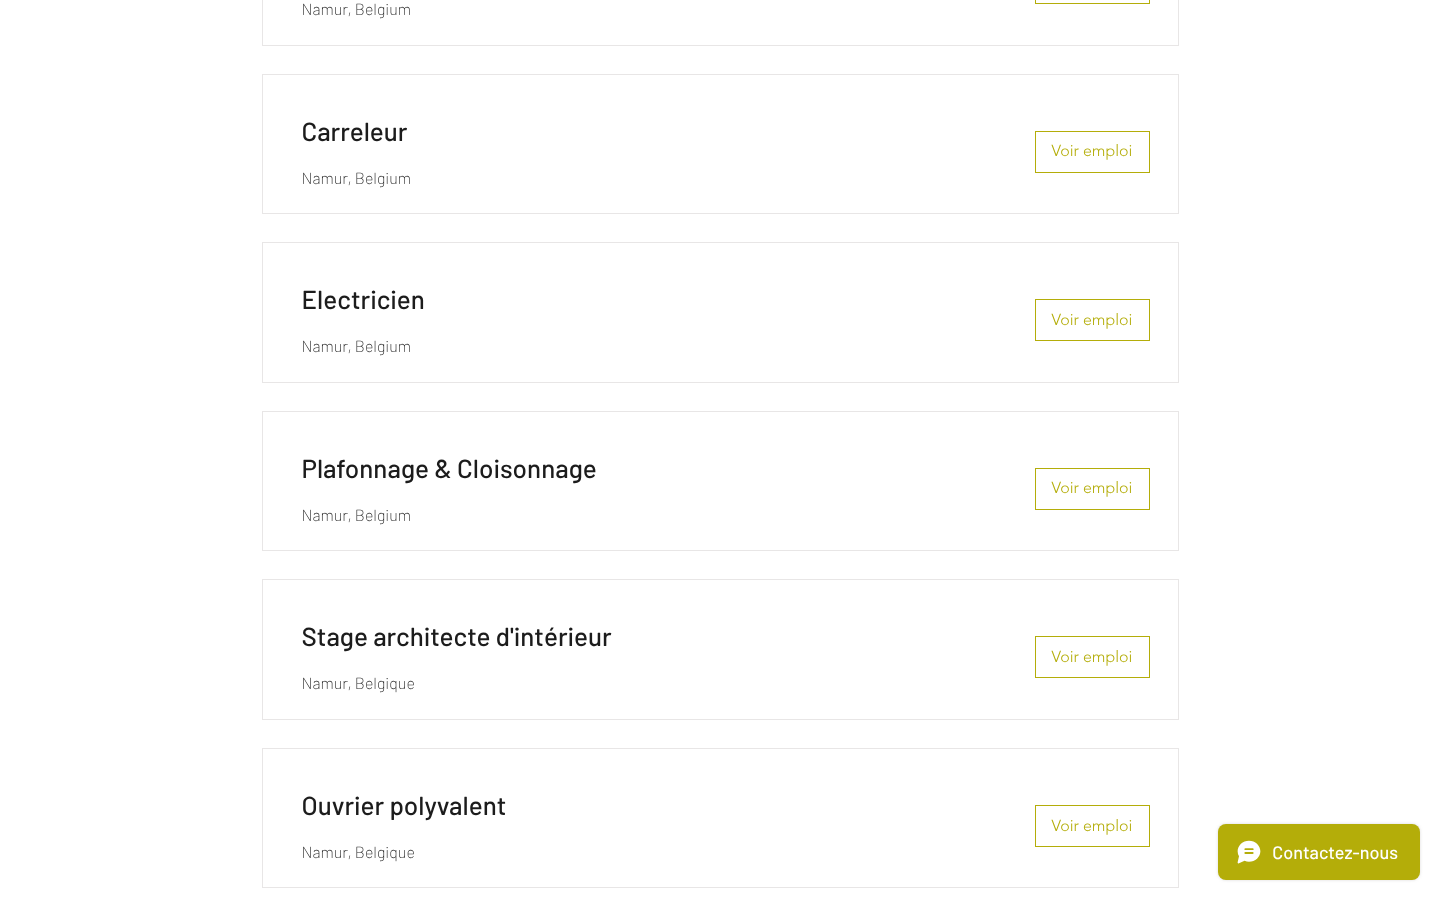 Namur, Belgium
Carreleur
Voir emploi
Namur, Belgium
Electricien
Voir emploi
Namur, Belgium
Plafonnage & Cloisonnage
Voir emploi
Namur, Belgium
Stage architecte d'intérieur
Voir emploi
Namur, Belgique
Ouvrier polyvalent
Voir emploi
Namur, Belgique
Contactez-nous